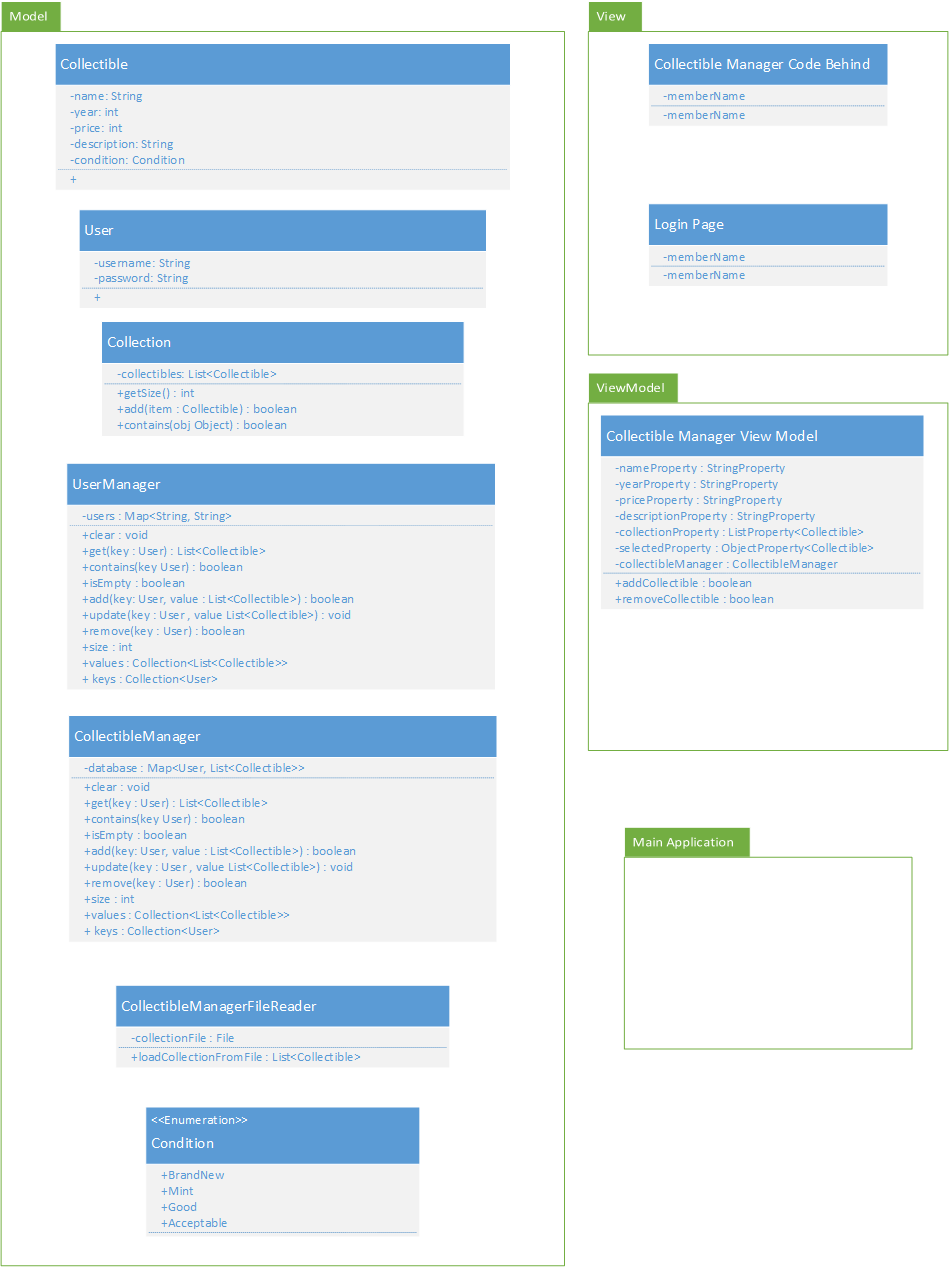 Model
Collectible
-name: String
-year: int
-price: int
-description: String
-condition: Condition
+
User
-username: String
-password: String
+
Collection
-collectibles: List<Collectible>
+getSize() : int
+add(item : Collectible) : boolean
+contains(obj Object) : boolean
UserManager
-users : Map<String, String>
+clear : void
+get(key : User) : List<Collectible>
+contains(key User) : boolean
+isEmpty : boolean
+add(key: User, value : List<Collectible>) : boolean
+update(key : User , value List<Collectible>) : void
+remove(key : User) : boolean
+size : int
+values : Collection<List<Collectible>>
+ keys : Collection<User>
CollectibleManager
-database : Map<User, List<Collectible>>
+clear : void
+get(key : User) : List<Collectible>
+contains(key User) : boolean
+isEmpty : boolean
+add(key: User, value : List<Collectible>) : boolean
+update(key : User , value List<Collectible>) : void
+remove(key : User) : boolean
+size : int
+values : Collection<List<Collectible>>
+ keys : Collection<User>
CollectibleManagerFileReader
-collectionFile : File
+loadCollectionFromFile : List<Collectible>
<<Enumeration>>
Condition
+BrandNew
+Mint
+Good
+Acceptable
View
Collectible Manager Code Behind
-memberName
-memberName
Login Page
-memberName
-memberName
ViewModel
Collectible Manager View Model
-nameProperty : StringProperty
-yearProperty : StringProperty
-priceProperty : StringProperty
-descriptionProperty : StringProperty
-collectionProperty : ListProperty<Collectible>
-selectedProperty : ObjectProperty<Collectible>
-collectibleManager : CollectibleManager
+addCollectible : boolean
+removeCollectible : boolean
Main Application